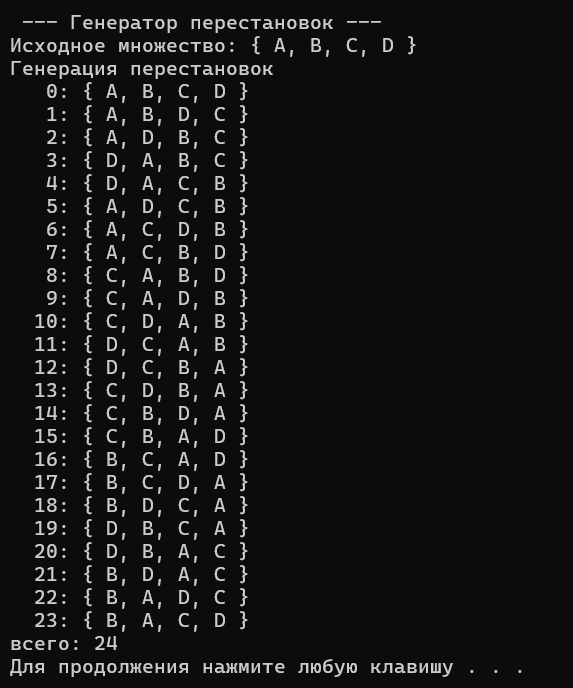 --- Генератор перестановок ---
Исходное множество: { A, B, C, D }
Генерация перестановок
0: { A, B, C, D }
1: { A, B, D, C }
2: { A, D, B, C }
3: { D, A, B, C }
4: { D, A, C, B }
5: { A, D, C, B }
6: { A, C, D, B }
7: { A, C, B, D }
8: { C, A, B, D }
9: { C, A, D, B }
10: { C, D, A, B }
11: { D, C, A, B }
12: { D, C, B, A }
13: { C, D, B, A }
14: { C, B, D, A }
15: { C, B, A, D }
16: { B, C, A, D }
17: { B, C, D, A }
18: { B, D, C, A }
19: { D, B, C, A }
20: { D, B, A, C }
21: { B, D, A, C }
22: { B, A, D, C }
23: { B, A, C, D }
всего: 24
Для продолжения нажмите любую клавишу . . .